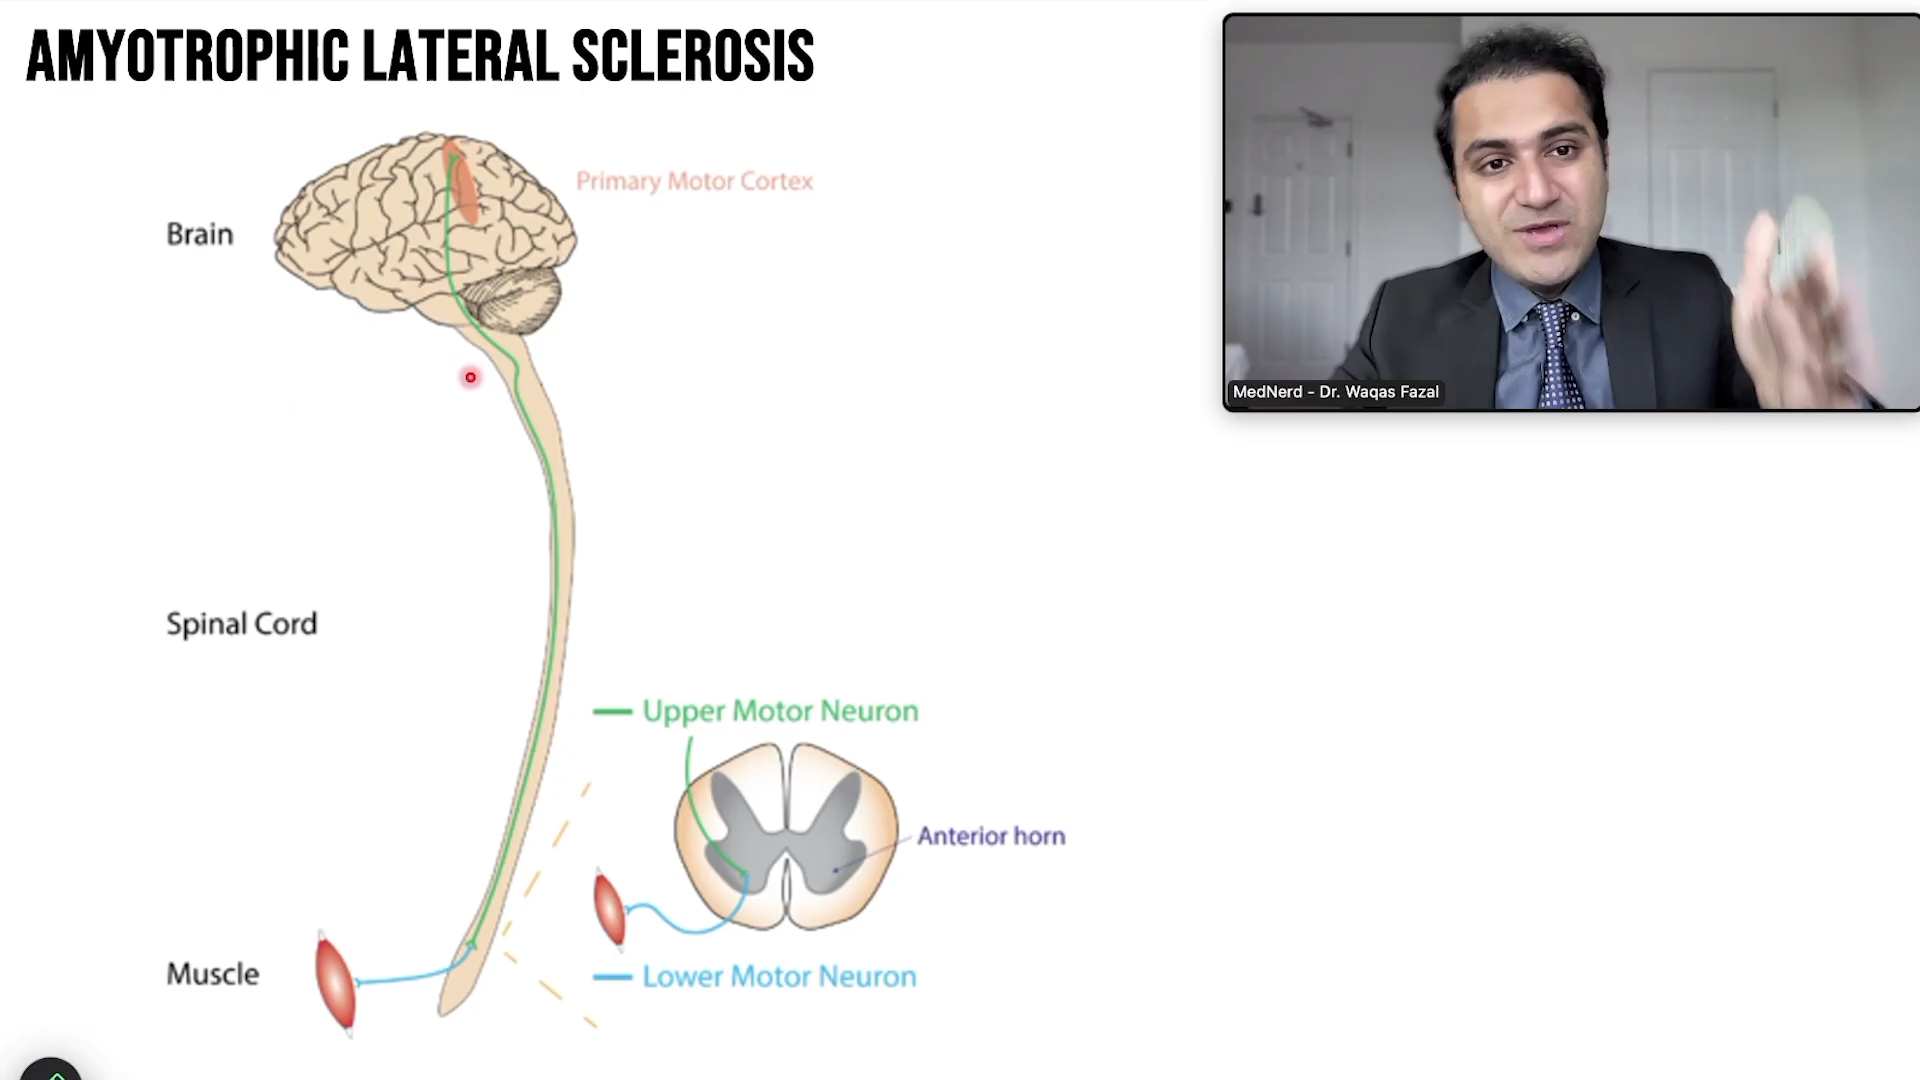 AMYOTROPHIC LATERAL SCLEROSIS
Primary Motor Cortex
Brain
MedNerd - Dr. Waqas Fazal
Spinal Cord
Upper Motor Neuron
Anterior horn
Muscle
Lower Motor Neuron